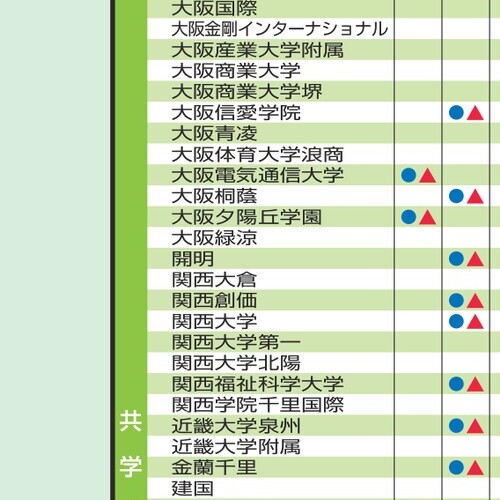 大阪国際
大阪金剛インターナショナル
大阪産業大学附属
大阪商業大学
大阪商業大学堺
大阪信愛学院
大阪青凌
大阪体育大学浪商
大阪電気通信大学
大阪桐蔭
大阪夕陽丘学園
大阪緑涼
開明
関西大倉
関西創価
関西大学
関西大学第一
関西大学北陽
関西福祉科学大学
関西学院千里国際
近畿大学泉州
近畿大学附属
金蘭千里
建国
共学